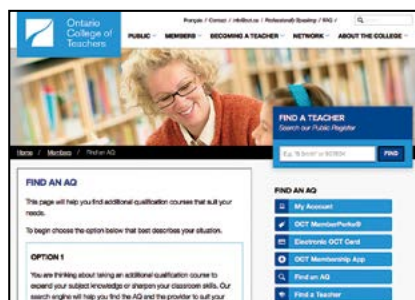 Ontario
College of
Teachers
Français / Contact / info@oct.ca / Professionally Speaking / FAQ /
PUBLIC MEMBERS BECOMING A TEACHER NETWORK ABOUT THE COLLEGE
FIND A TEACHER
Search our Public Register
FIND
Home / Members / Find an AQ
FIND AN AQ
This page will help you find additional qualification courses that suit your
needs.
To begin choose the option below that best describes your situation.
OPTION 1
You are thinking about taking an additional qualification course to
expand your subject knowledge or sharpen your classroom skills. Our
search engine will help you find the AQ and the provider to suit your
FIND AN AQ
My Account
OCT MemberPerks®
Electronic OCT Card
OCT Membership App
Find an AQ
Find a Teacher